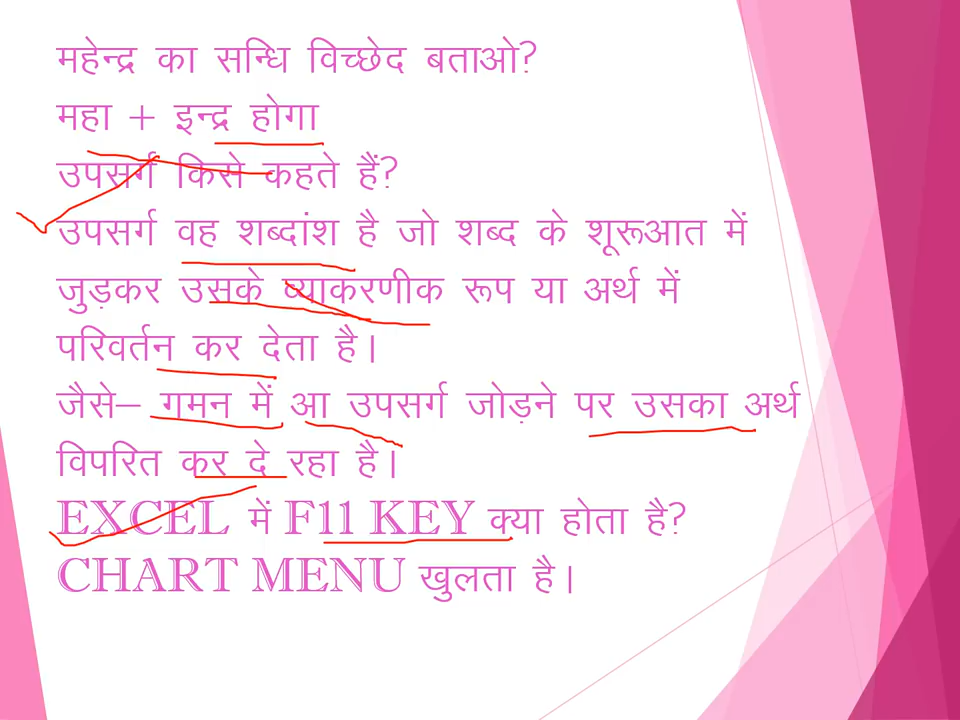 महेन्द्र का सन्धि विच्छेद बताओ?
महा + इन्द्र होगा
उपसर्ग किसे कहते हैं?
उपसर्ग वह शब्दांश है जो शब्द के शूरूआत में
जुड़कर उसके व्याकरणीक रूप या अर्थ में
परिवर्तन कर देता है।
जैसे– गमन में आ उपसर्ग जोड़ने पर उसका अर्थ
विपरित कर दे रहा है।
EXCEL में F11 KEY क्या होता है?
CHART MENU खुलता है।